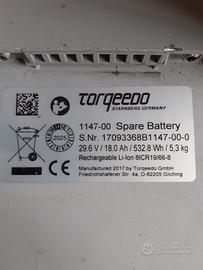 torqeedo
STARNBERG GERMANY
1147-00 Spare Battery
S.Nr. 17093368B1147-00-0
29.6 V / 18.0 Ah / 532.8 Wh / 5,3 kg
Rechargeable Li-Ion 8ICR19/66-8
Manufactured 2017 by Torqeedo GmbH
Friedrichshafener Str. 4a, D-82205 Gilching
2025
subito